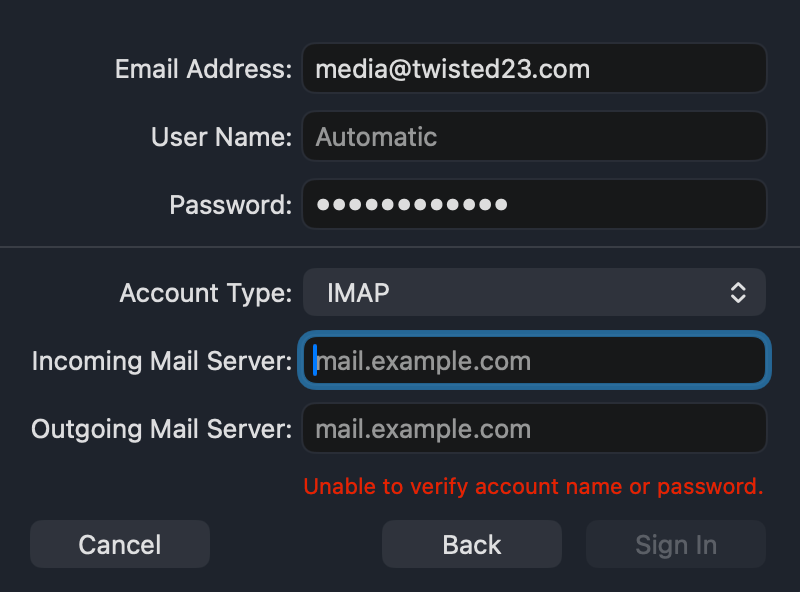 Email Address: media@twisted23.com
User Name: Automatic
Password: ●●●●●●●●●●●●
Account Type: IMAP
Incoming Mail Server: mail.example.com
Outgoing Mail Server: mail.example.com
Unable to verify account name or password.
Cancel Back Sign In